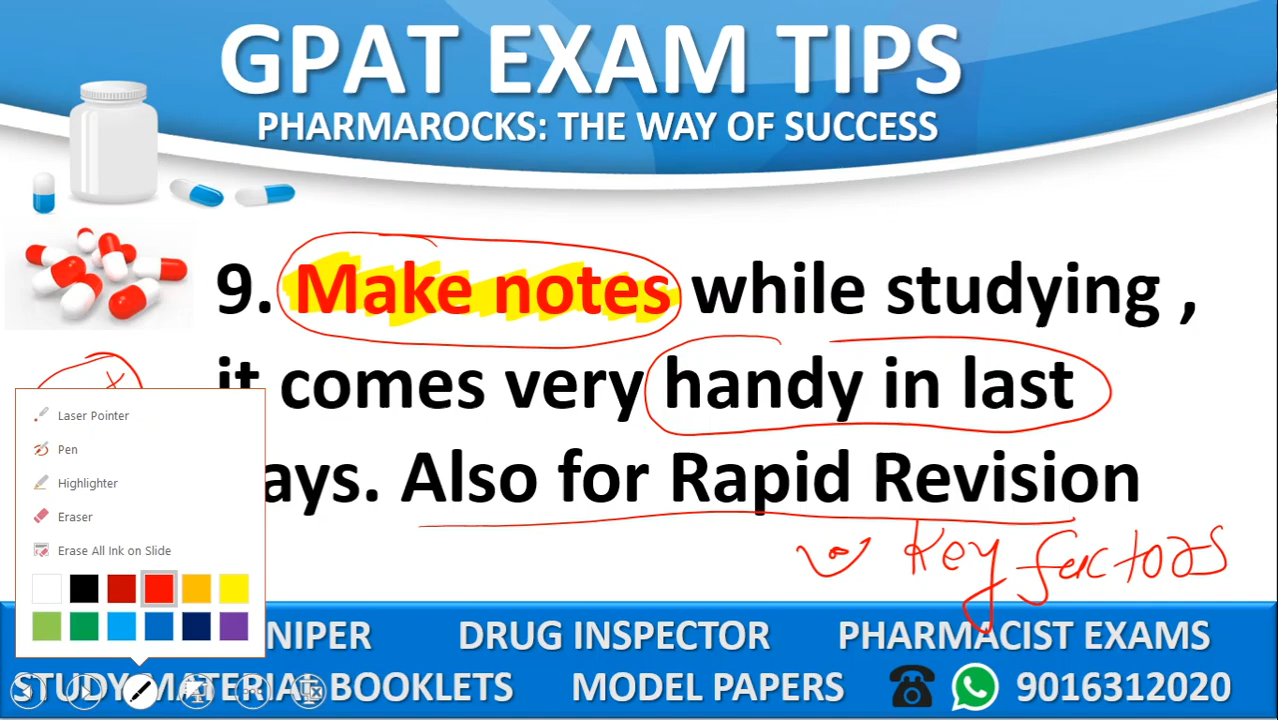 GPAT EXAM TIPS
PHARMAROCKS: THE WAY OF SUCCESS
9. Make notes while studying ,
it comes very handy in last
ays. Also for Rapid Revision
Key factors
Laser Pointer
Pen
Highlighter
Eraser
Erase All Ink on Slide
NIPER DRUG INSPECTOR PHARMACIST EXAMS
STUDY MATERIAL BOOKLETS MODEL PAPERS 9016312020